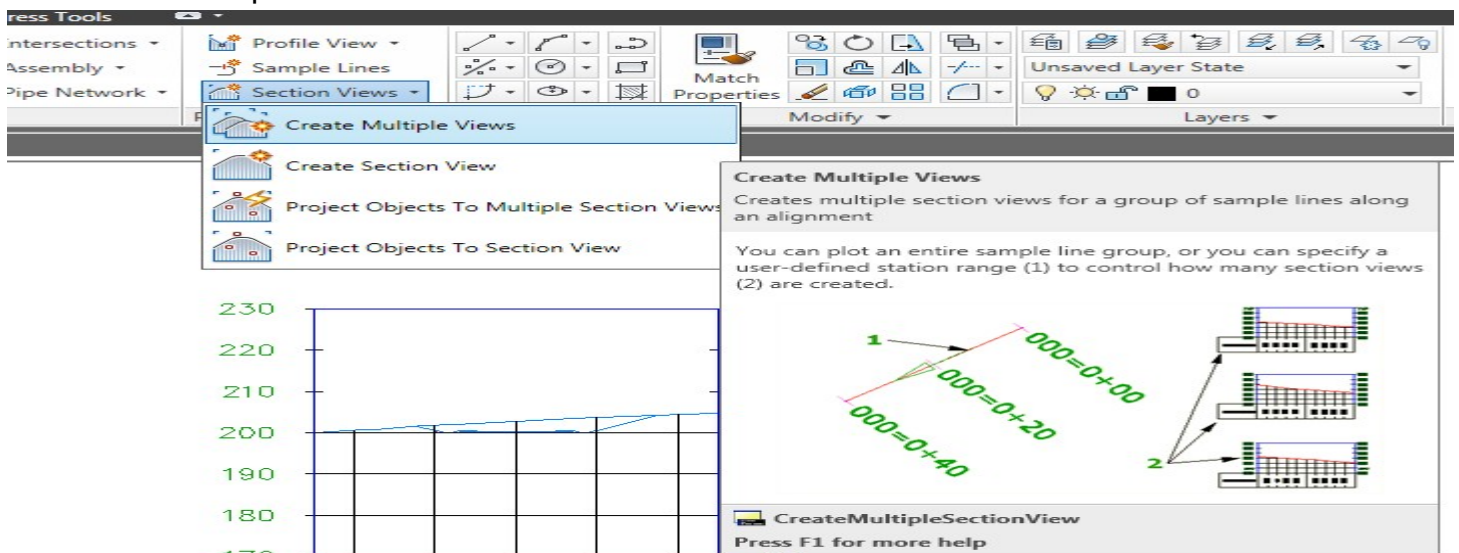 ress Tools
ntersections
Profile View
Assembly
Sample Lines
Match
Properties
Unsaved Layer State
Pipe Network
Section Views
0
Modify
Layers
Create Multiple Views
Create Section View
Project Objects To Multiple Section Views
Project Objects To Section View
Create Multiple Views
Creates multiple section views for a group of sample lines along
an alignment
You can plot an entire sample line group, or you can specify a
user-defined station range (1) to control how many section views
(2) are created.
1
000=0+00
000=0+20
000=0+40
2
CreateMultipleSectionView
Press F1 for more help
230
220
210
200
190
180